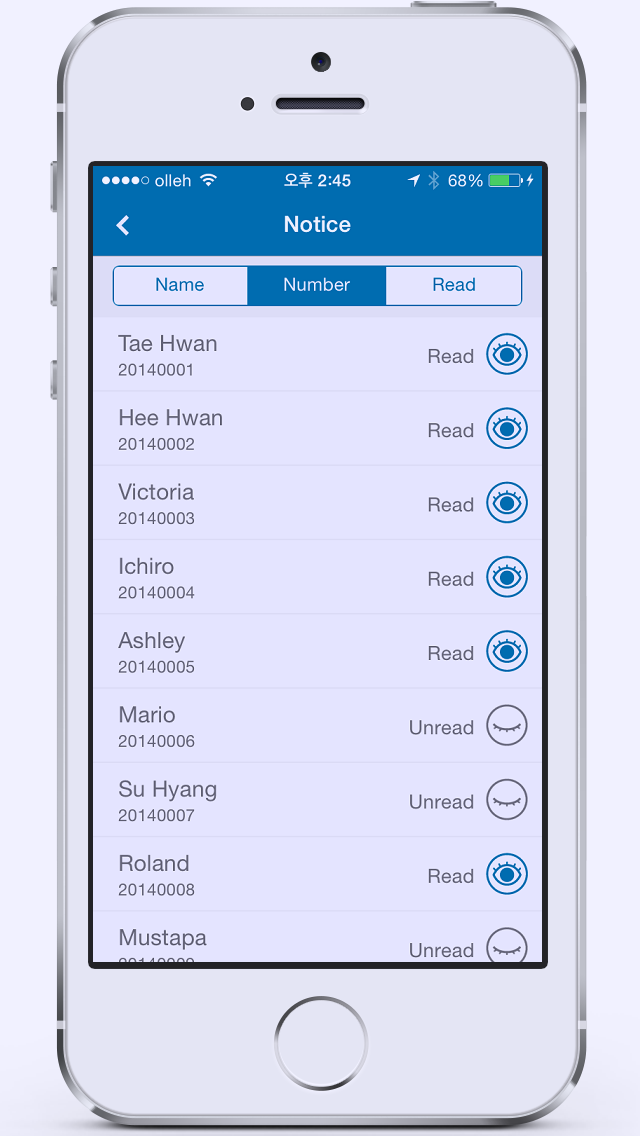 olleh 오후 2:45 68%
Notice
Name Number Read
Tae Hwan
20140001
Read
Hee Hwan
20140002
Read
Victoria
20140003
Read
Ichiro
20140004
Read
Ashley
20140005
Read
Mario
20140006
Unread
Su Hyang
20140007
Unread
Roland
20140008
Read
Mustapa
20140009
Unread